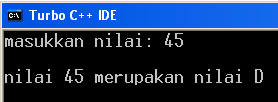 Turbo C++ IDE
masukkan nilai: 45
nilai 45 merupakan nilai D